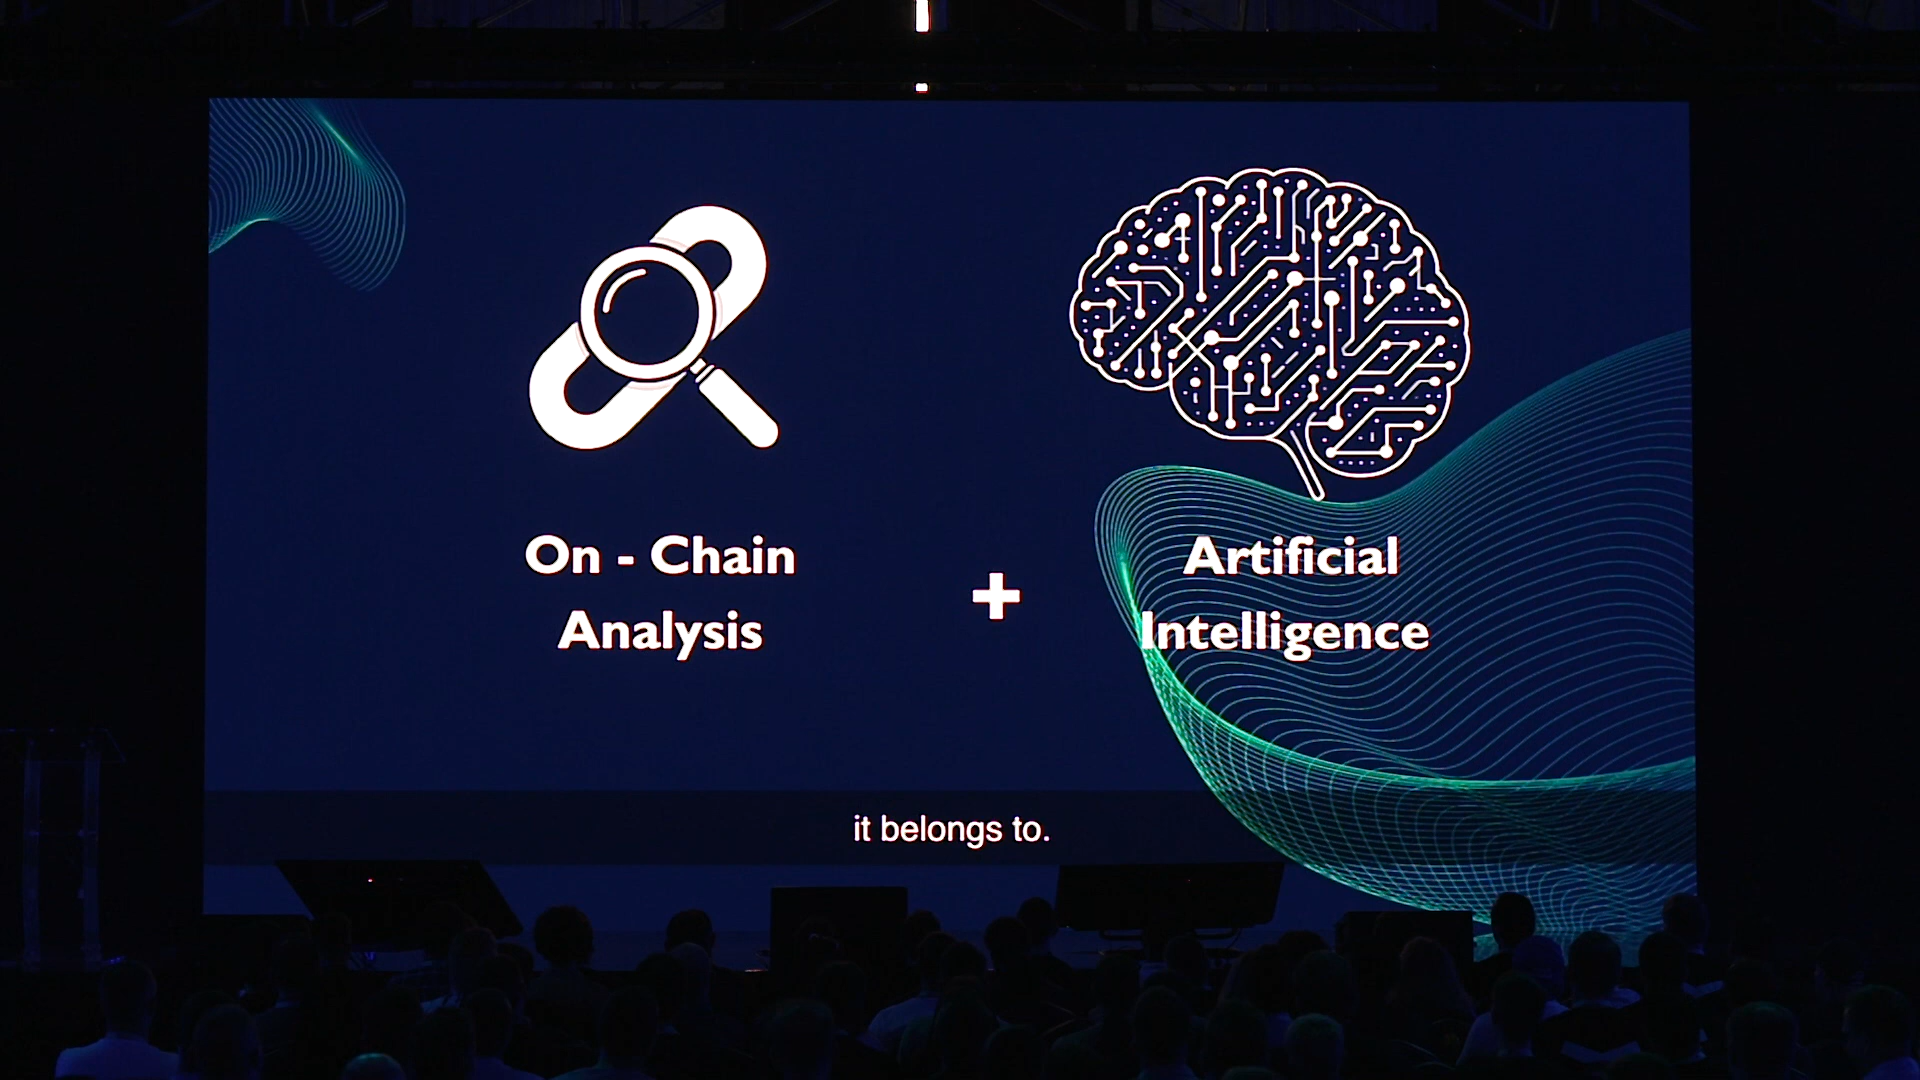 On - Chain
Analysis
+
Artificial
Intelligence
it belongs to.